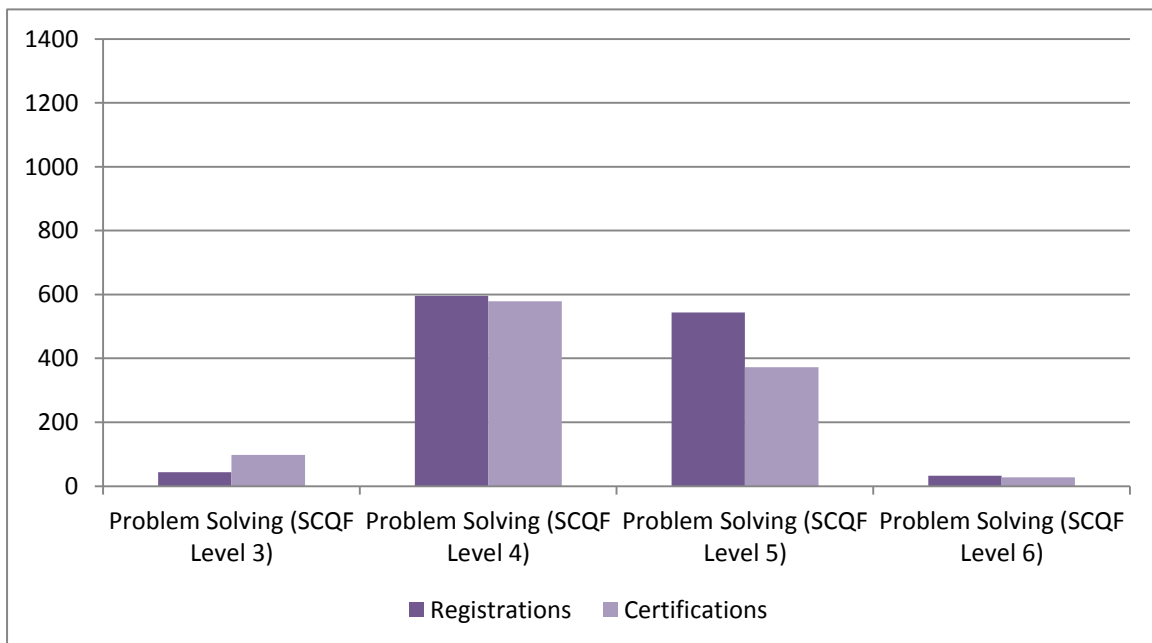 1400
1200
1000
800
600
400
200
0
Problem Solving (SCQF Level 3)
Problem Solving (SCQF Level 4)
Problem Solving (SCQF Level 5)
Problem Solving (SCQF Level 6)
Registrations
Certifications